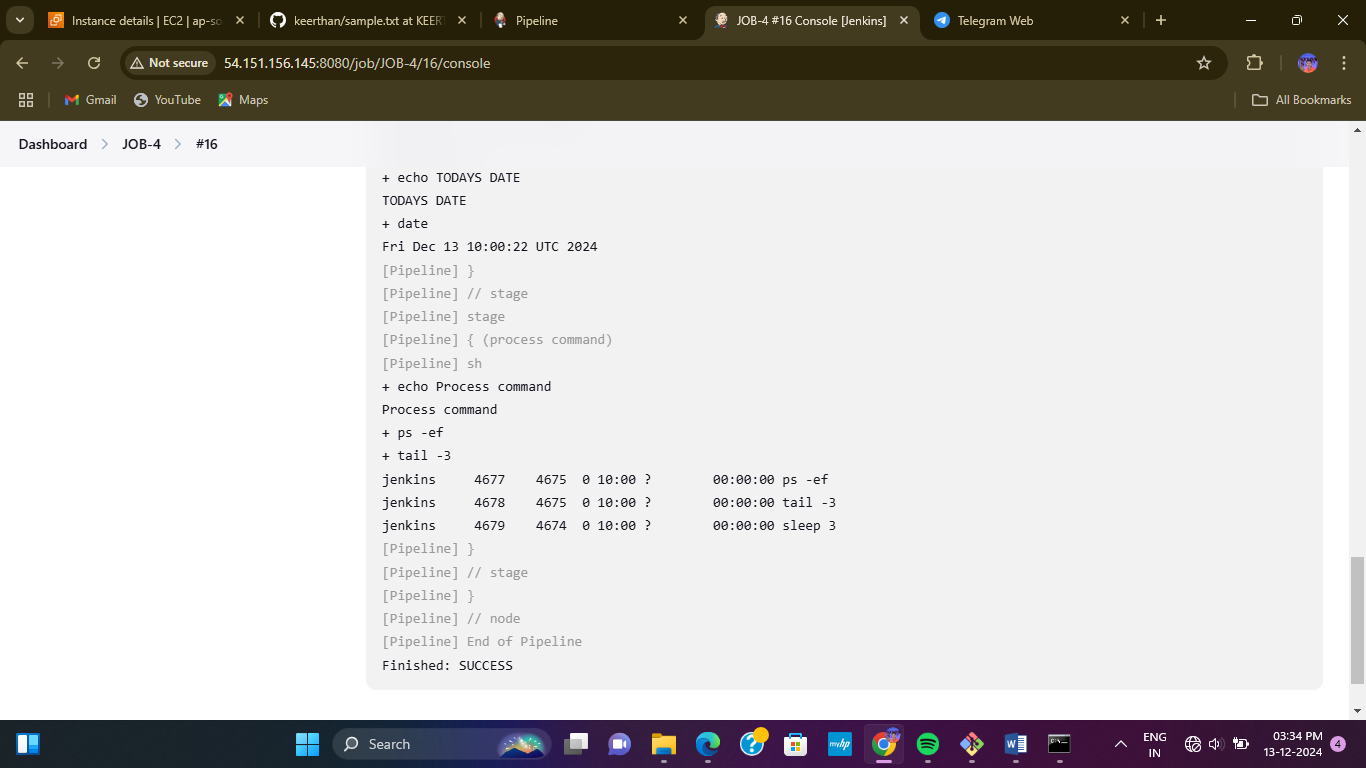 Instance details | EC2 | ap-so
keerthan/sample.txt at KEER
Pipeline
JOB-4 #16 Console [Jenkins]
Telegram Web
Not secure
54.151.156.145:8080/job/JOB-4/16/console
Gmail
YouTube
Maps
All Bookmarks
Dashboard
JOB-4
#16
+ echo TODAYS DATE
TODAYS DATE
+ date
Fri Dec 13 10:00:22 UTC 2024
[Pipeline] }
[Pipeline] // stage
[Pipeline] stage
[Pipeline] { (process command)
[Pipeline] sh
+ echo Process command
Process command
+ ps -ef
+ tail -3
jenkins     4677    4675  0 10:00 ?        00:00:00 ps -ef
jenkins     4678    4675  0 10:00 ?        00:00:00 tail -3
jenkins     4679    4674  0 10:00 ?        00:00:00 sleep 3
[Pipeline] }
[Pipeline] // stage
[Pipeline] }
[Pipeline] // node
[Pipeline] End of Pipeline
Finished: SUCCESS
Search
myhp
ENG
IN
03:34 PM
13-12-2024
4